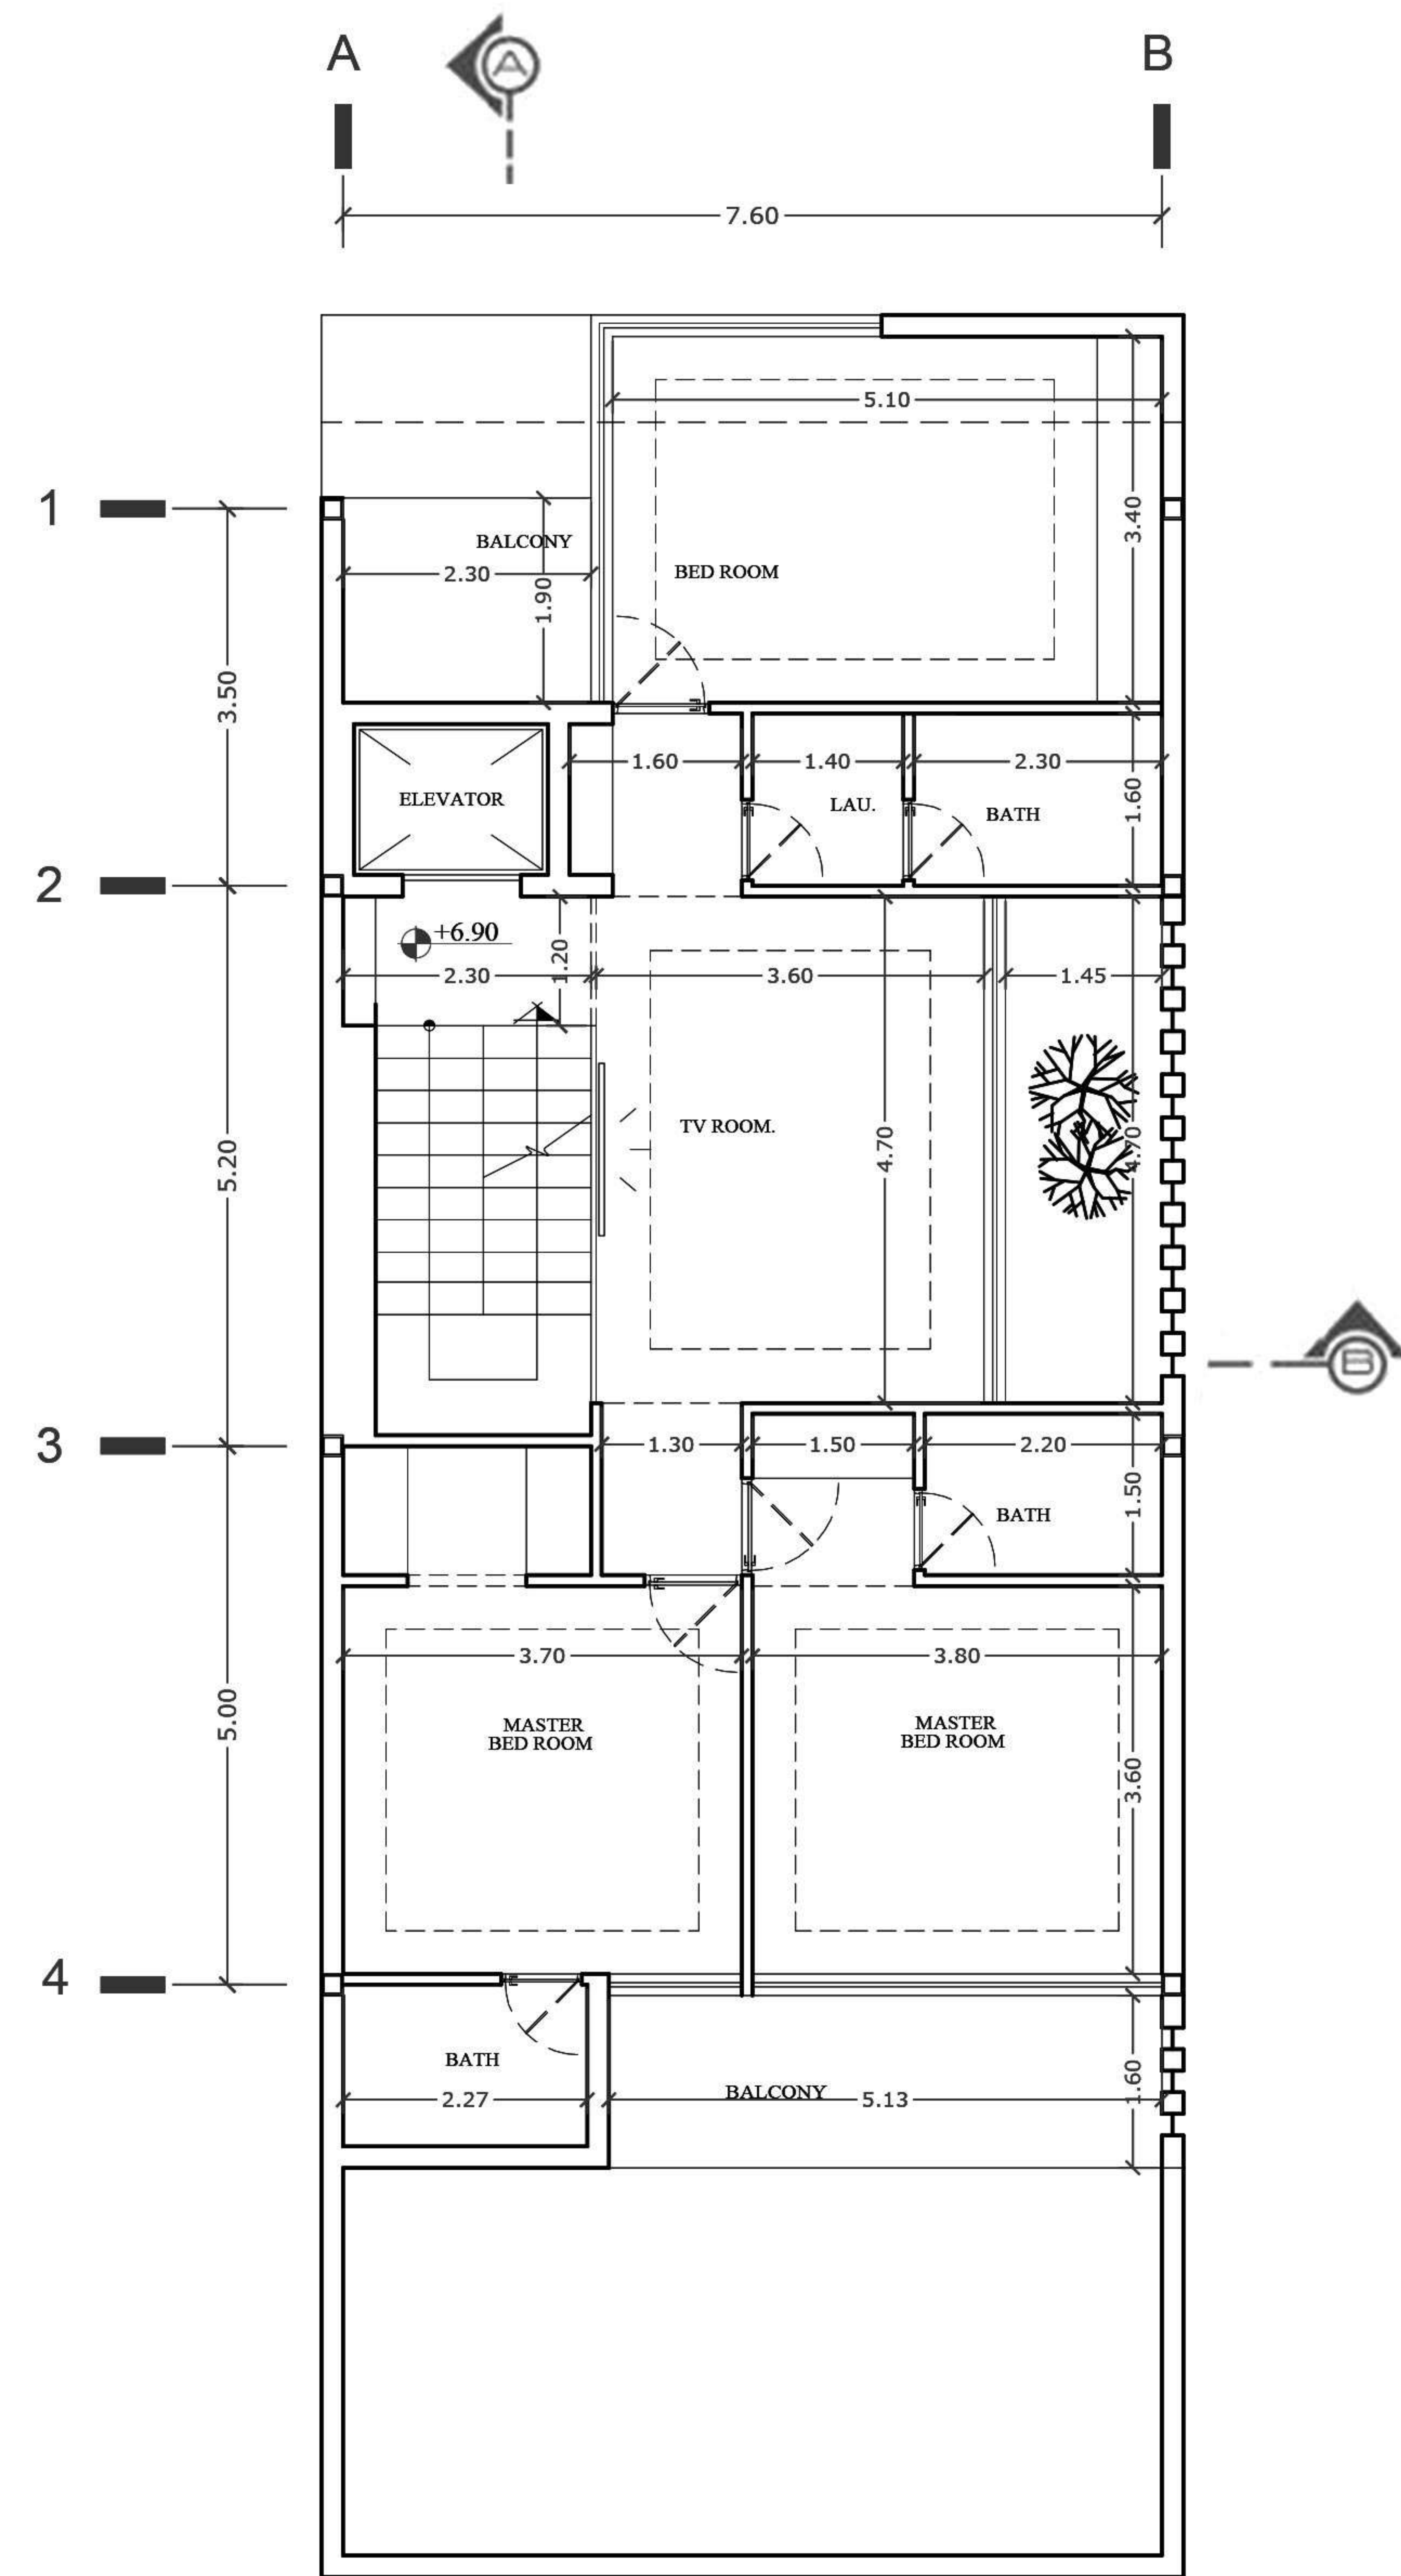 A
A
B
7.60
5.10
1
BALCONY
3.40
2.30
BED ROOM
1.90
3.50
1.60
1.40
2.30
ELEVATOR
LAU.
1.60
BATH
2
+6.90
1.20
2.30
3.60
1.45
TV ROOM.
4.70
4.70
5.20
B
3
1.30
1.50
2.20
1.50
BATH
3.70
3.80
5.00
MASTER
BED ROOM
MASTER
BED ROOM
3.60
4
BATH
2.27
BALCONY
5.13
1.60